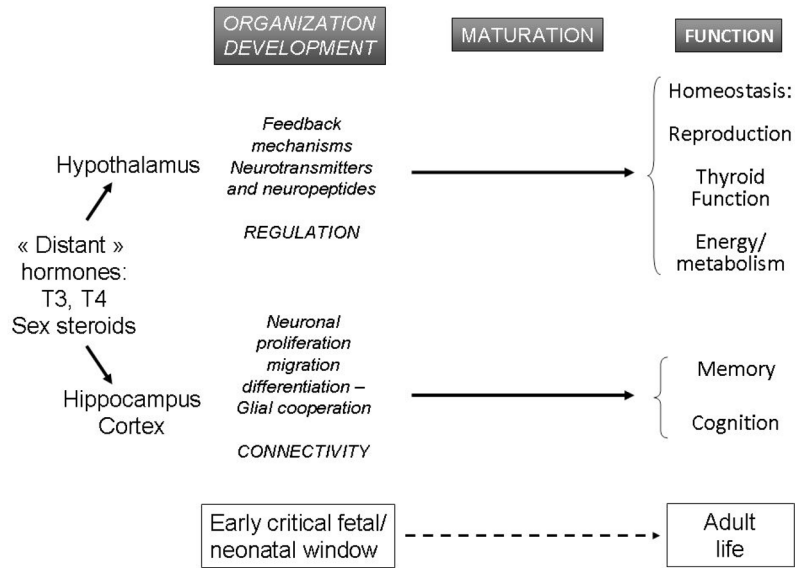 ORGANIZATION
DEVELOPMENT
MATURATION
FUNCTION
Feedback
mechanisms
Neurotransmitters
and neuropeptides
REGULATION
Hypothalamus
Homeostasis:
Reproduction
Thyroid
Function
Energy/
metabolism
« Distant »
hormones:
T3, T4
Sex steroids
Neuronal
proliferation
migration
differentiation –
Glial cooperation
CONNECTIVITY
Hippocampus
Cortex
Memory
Cognition
Early critical fetal/
neonatal window
Adult
life